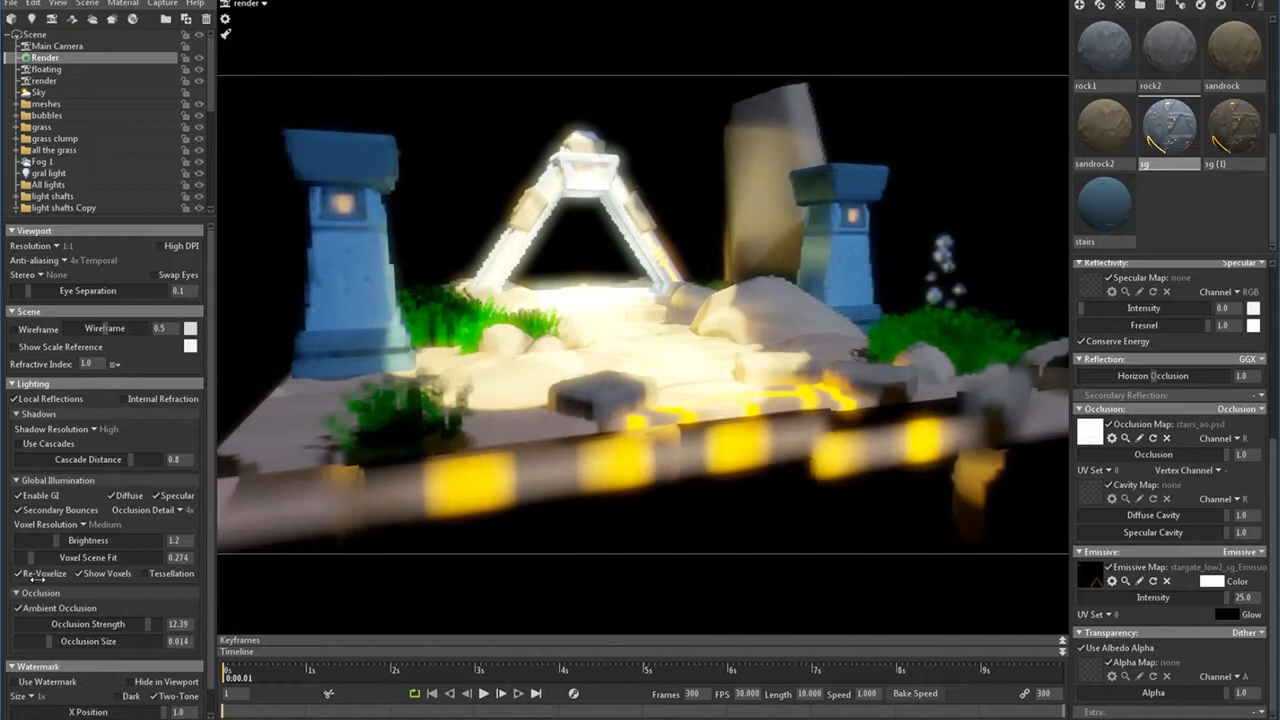 File Edit View Scene Material Capture Help
render
Scene
Main Camera
Render
floating
render
Sky
meshes
bubbles
grass
grass clump
all the grass
Fog 1
gral light
All lights
light shafts
light shafts Copy
Viewport
Resolution 1:1 High DPI
Anti-aliasing 4x Temporal
Stereo None Swap Eyes
Eye Separation 0.1
Scene
Wireframe Wireframe 0.5
Show Scale Reference
Refractive Index: 1.0
Lighting
Local Reflections Internal Refraction
Shadows
Shadow Resolution High
Use Cascades
Cascade Distance 0.8
Global Illumination
Enable GI Diffuse Specular
Secondary Bounces Occlusion Detail 4x
Voxel Resolution Medium
Brightness 1.2
Voxel Scene Fit 0.274
Re-Voxelize Show Voxels Tessellation
Occlusion
Ambient Occlusion
Occlusion Strength 12.39
Occlusion Size 0.014
Watermark
Use Watermark Hide in Viewport
Size 1x Dark Two-Tone
X Position 1.0
Keyframes
Timeline
0s 1s 2s 3s 4s 5s 6s 7s 8s 9s
0:00.01
1 Frames 300 FPS 30.000 Length 10.000 Speed 1.000 Bake Speed 300
rock1 rock2 sandrock
sandrock2 sg sg (1)
stairs
Reflectivity: Specular
Specular Map: none
Channel RGB
Intensity 0.0
Fresnel 1.0
Conserve Energy
Reflection: GGX
Horizon Occlusion 1.0
Secondary Reflection:
Occlusion: Occlusion
Occlusion Map: stairs_ao.psd
Channel R
Occlusion 1.0
UV Set 0 Vertex Channel -
Cavity Map: none
Channel R
Diffuse Cavity 1.0
Specular Cavity 1.0
Emissive: Emissive
Emissive Map: stargate_low2_sg_Emissio
Color
Intensity 25.0
UV Set 0 Glow
Transparency: Dither
Use Albedo Alpha
Alpha Map: none
Channel A
Alpha 1.0
Extra: